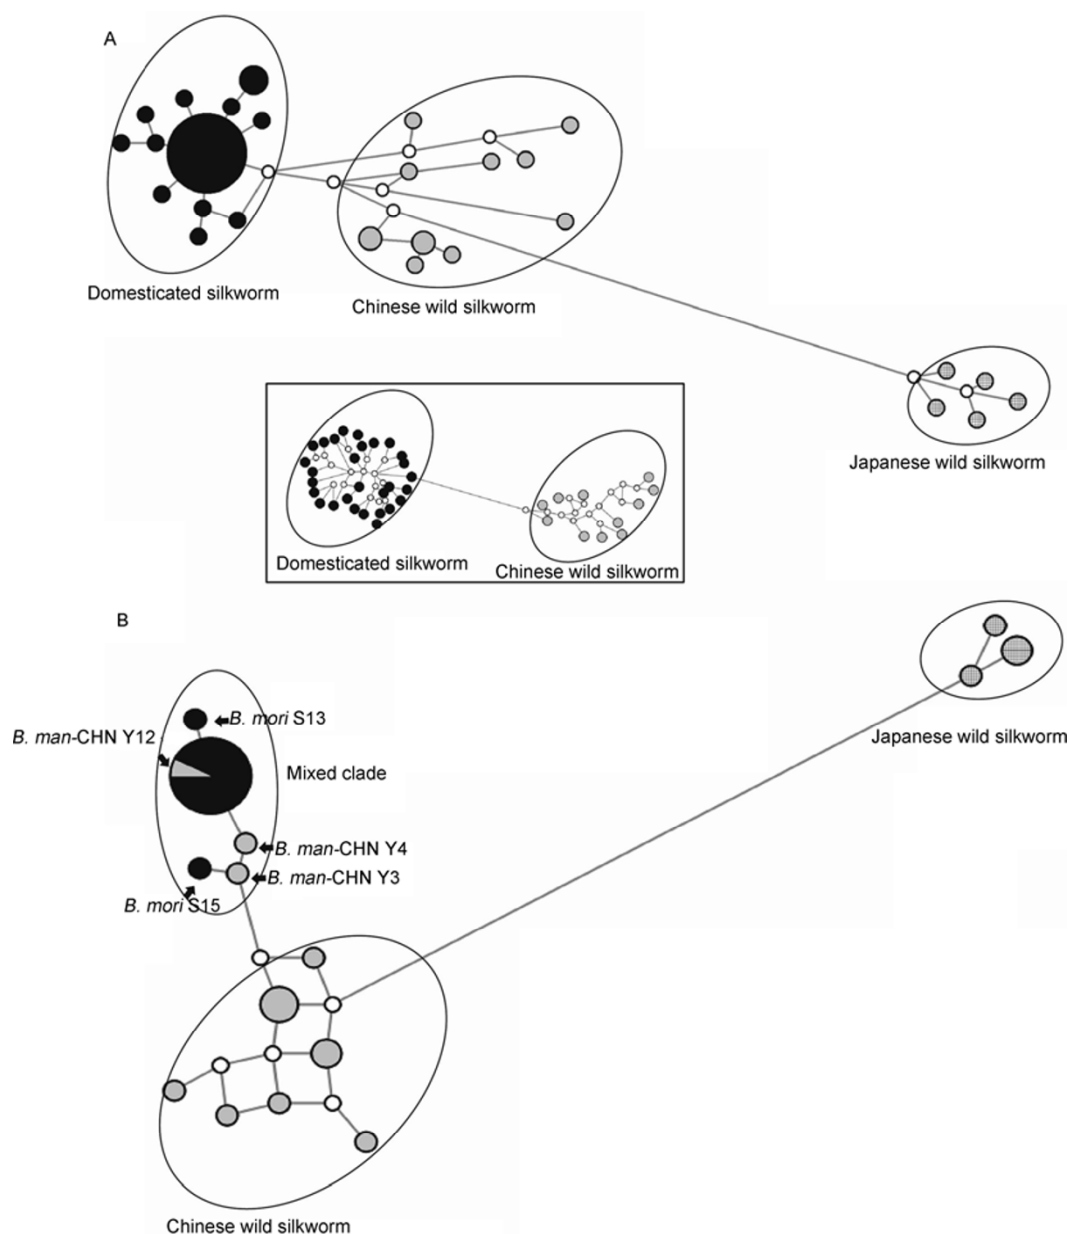 A
Domesticated silkworm
Chinese wild silkworm
Japanese wild silkworm
Domesticated silkworm
Chinese wild silkworm
B
B. mori S13
B. man-CHN Y12
Japanese wild silkworm
Mixed clade
B. man-CHN Y4
B. man-CHN Y3
B. mori S15
Chinese wild silkworm